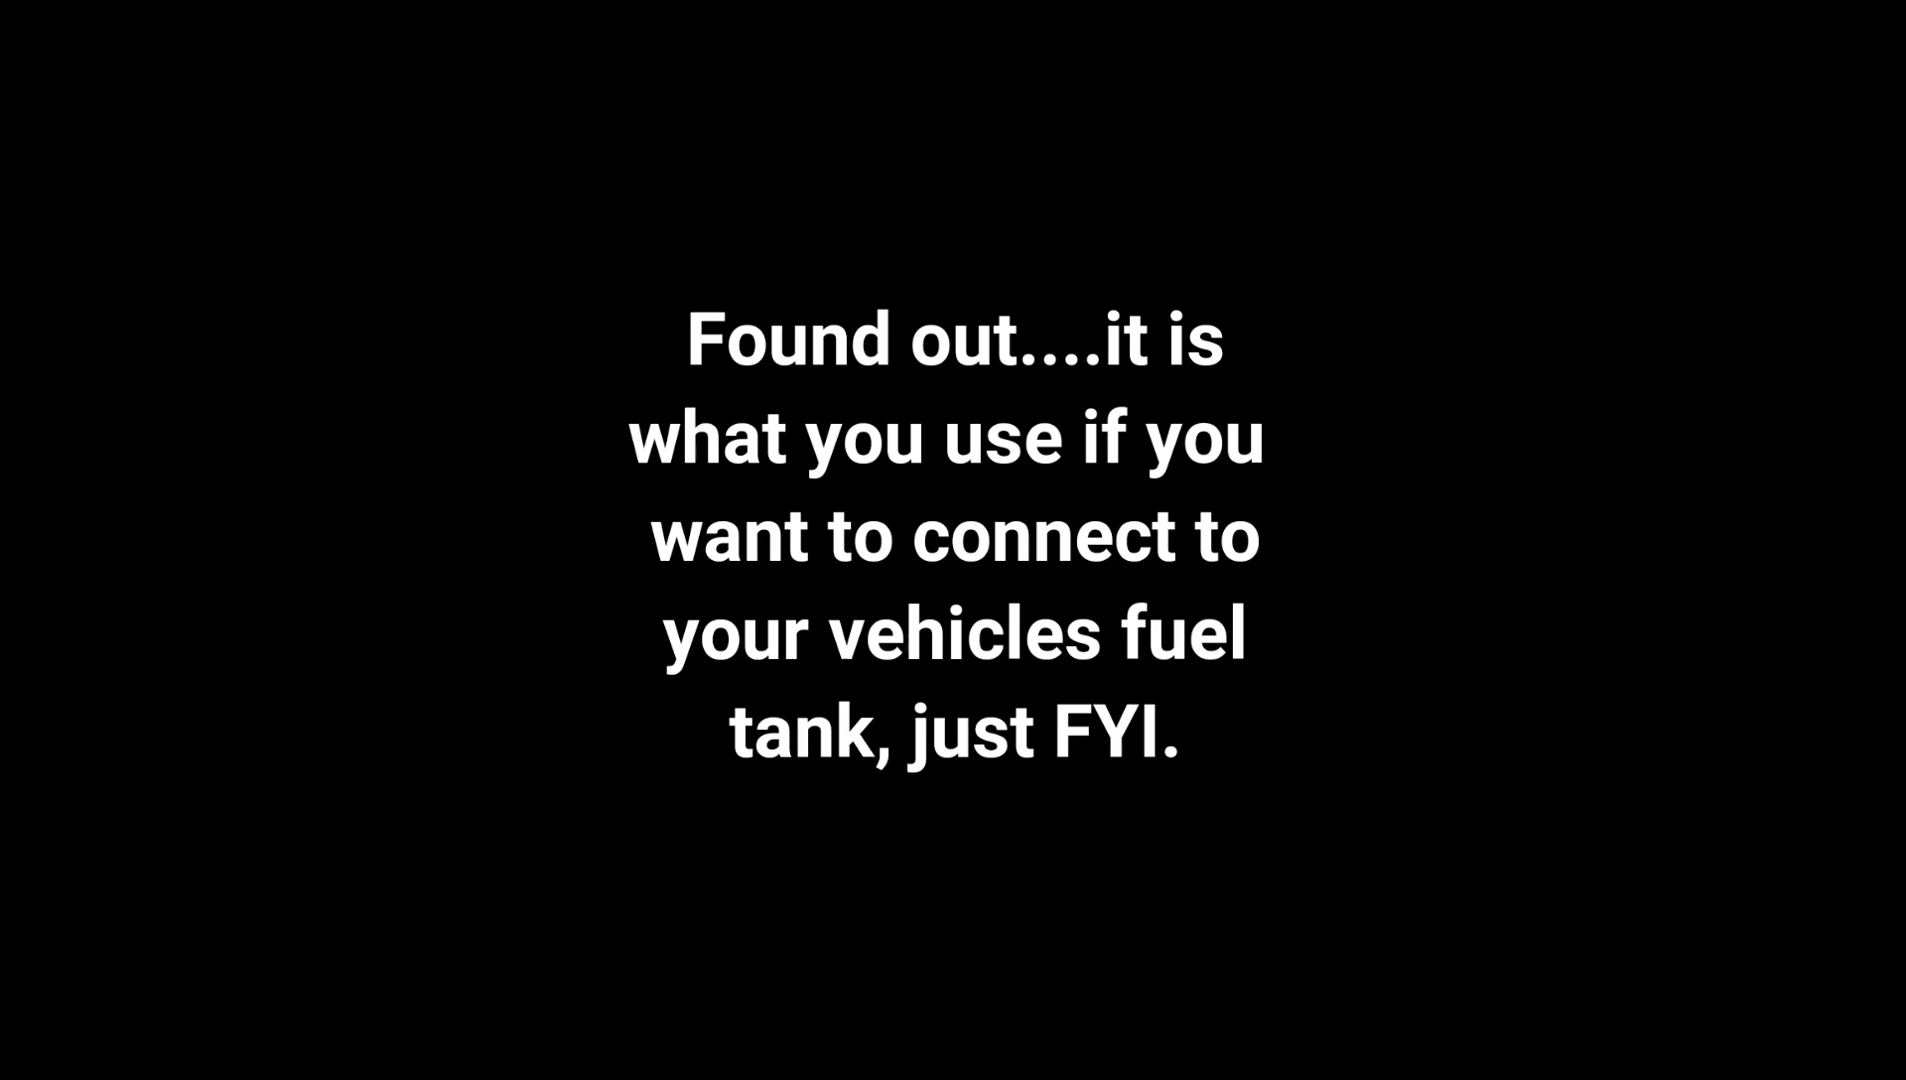 Found out....it is
what you use if you
want to connect to
your vehicles fuel
tank, just FYI.